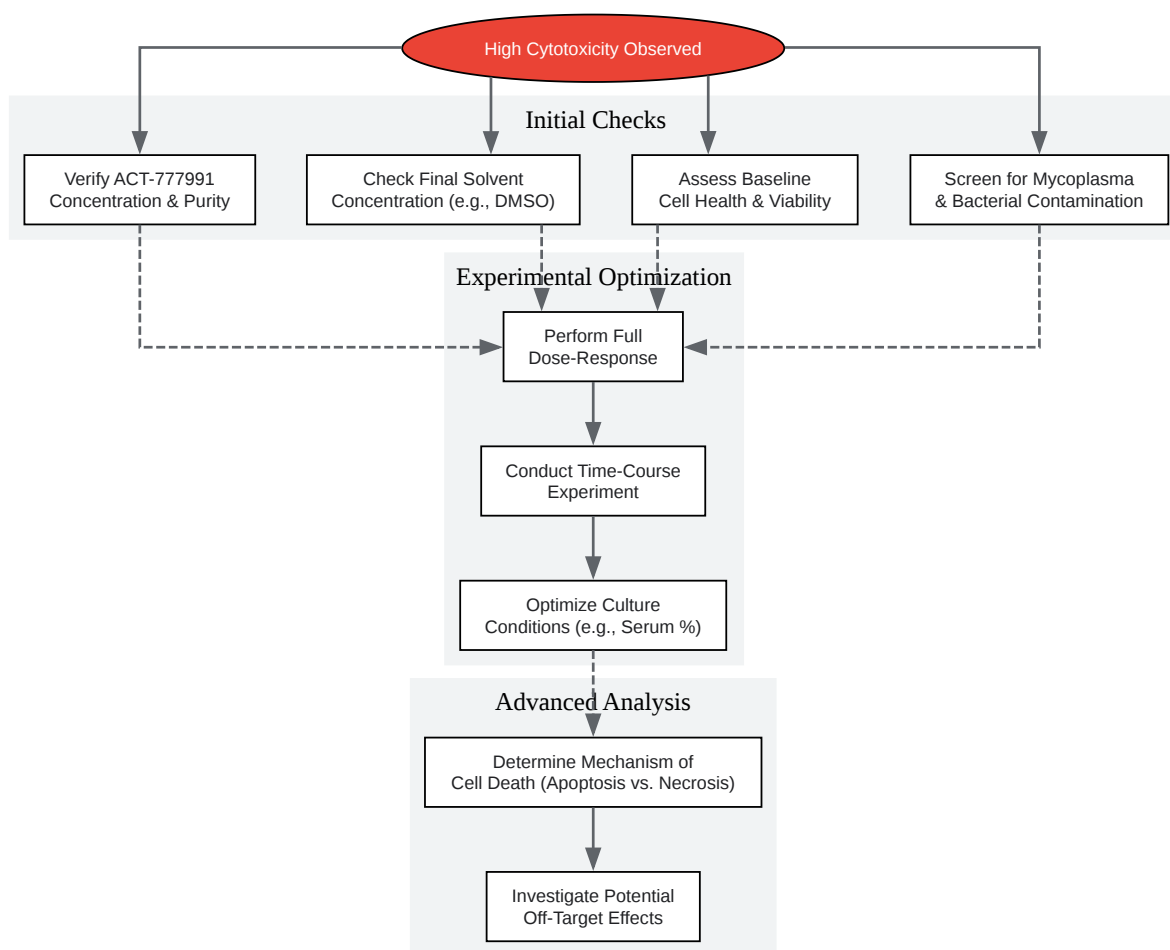 High Cytotoxicity Observed
Initial Checks
Verify ACT-777991
Concentration & Purity
Check Final Solvent
Concentration (e.g., DMSO)
Assess Baseline
Cell Health & Viability
Screen for Mycoplasma
& Bacterial Contamination
Experimental Optimization
Perform Full
Dose-Response
Conduct Time-Course
Experiment
Optimize Culture
Conditions (e.g., Serum %)
Advanced Analysis
Determine Mechanism of
Cell Death (Apoptosis vs. Necrosis)
Investigate Potential
Off-Target Effects